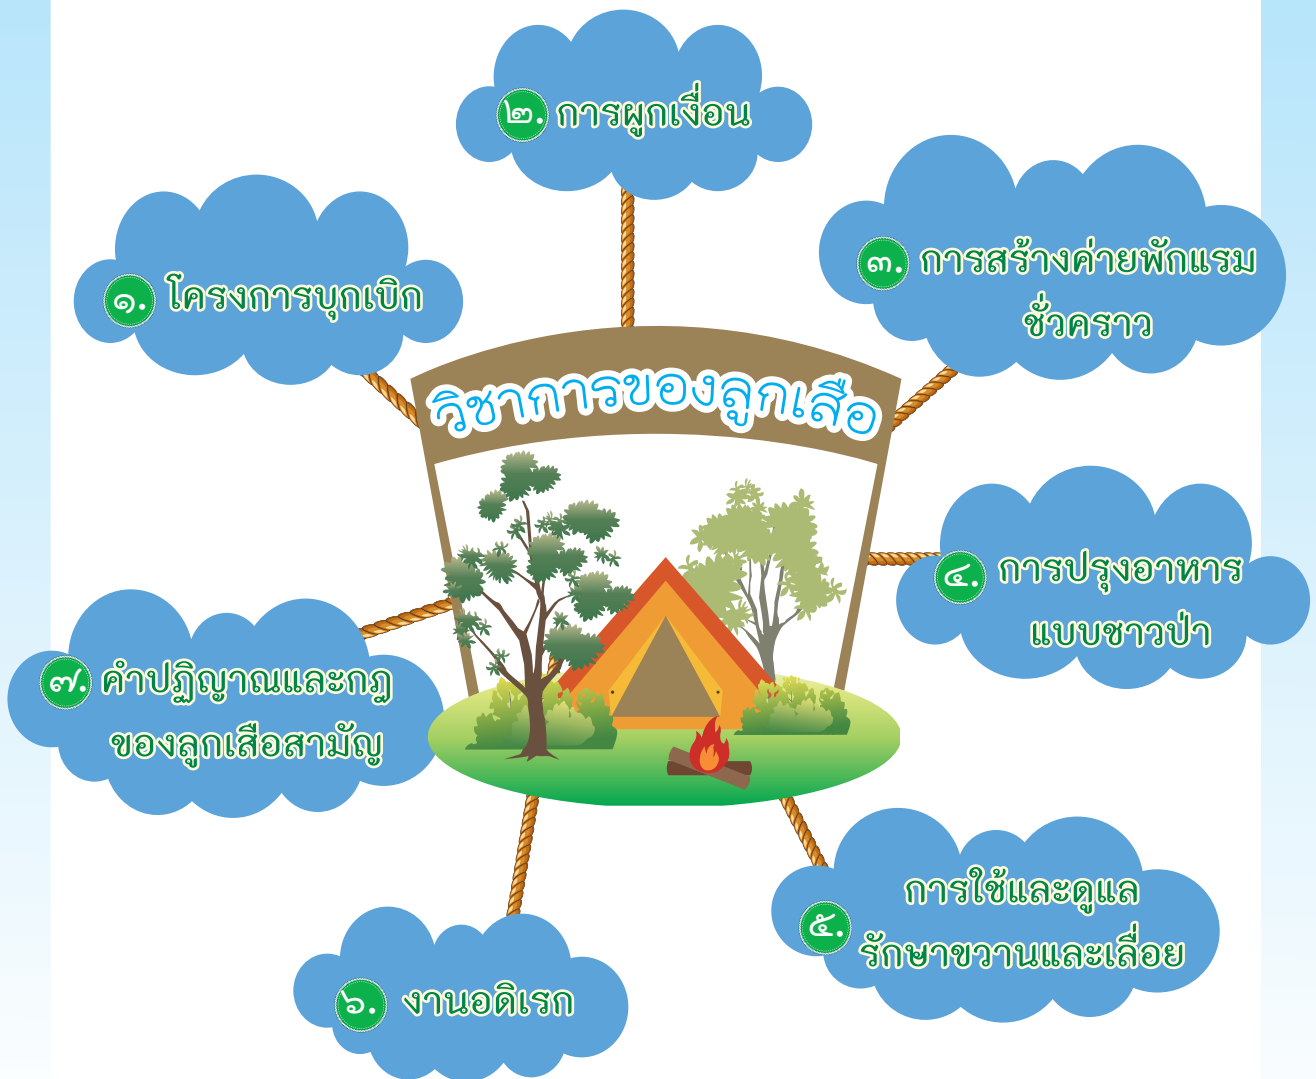 วิชาการของลูกเสือ
๑. โครงการบุกเบิก
๒. การผูกเงื่อน
๓. การสร้างค่ายพักแรม
ชั่วคราว
๔. การปรุงอาหาร
แบบชาวป่า
๕. การใช้และดูแล
รักษาขวานและเลื่อย
๖. งานอดิเรก
๗. คำปฏิญาณและกฎ
ของลูกเสือสามัญ